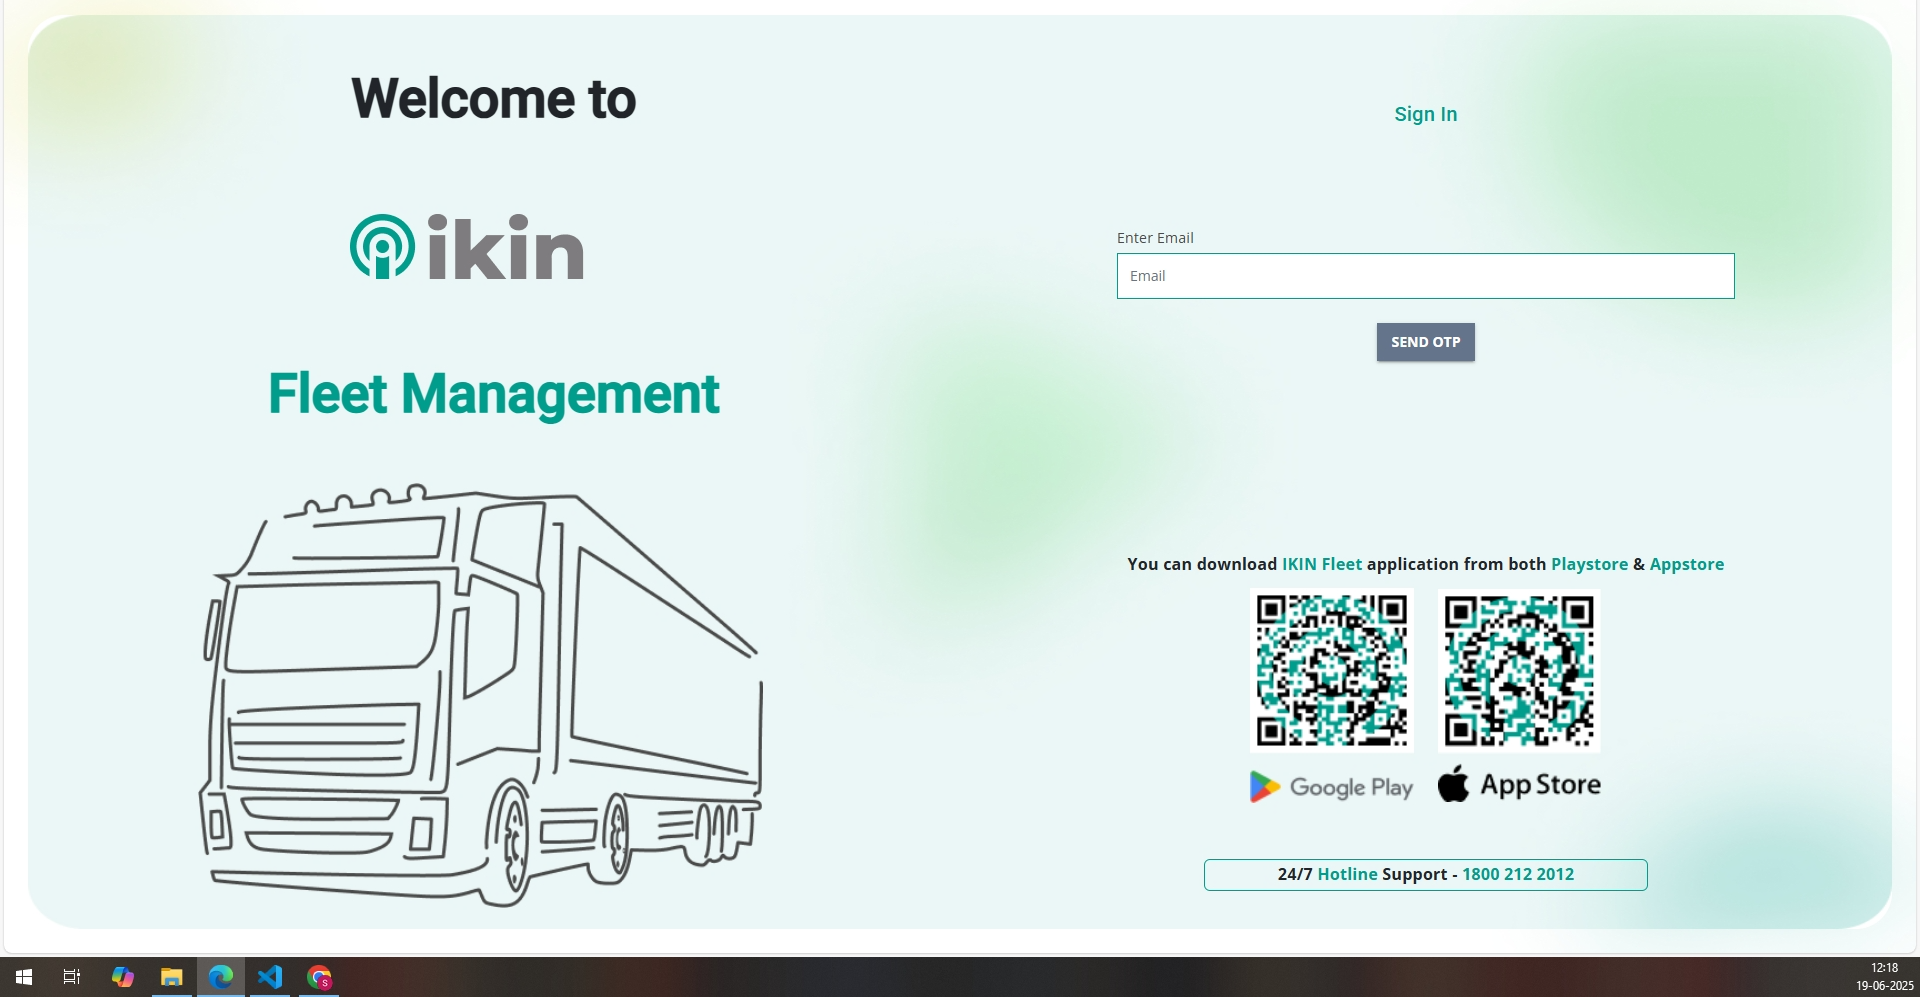 Welcome to
ikin
Fleet Management
Sign In
Enter Email
Email
SEND OTP
You can download IKIN Fleet application from both Playstore & Appstore
Google Play
App Store
24/7 Hotline Support - 1800 212 2012
S
12:18
19-06-2025